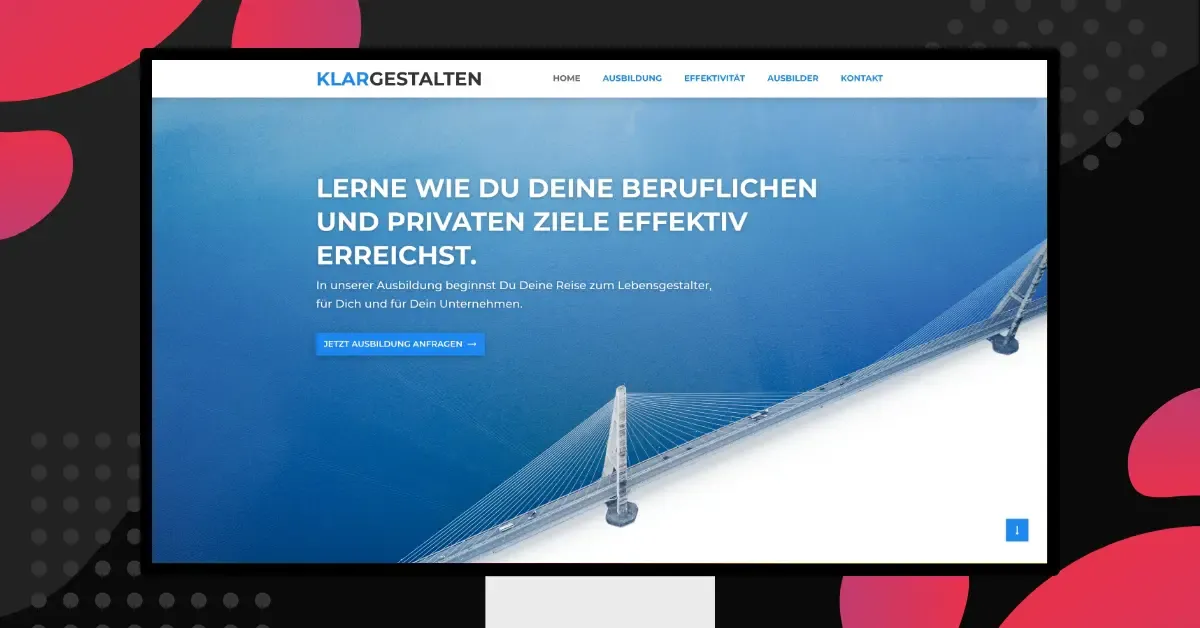 KLARGESTALTEN
HOME AUSBILDUNG EFFEKTIVITÄT AUSBILDER KONTAKT
LERNE WIE DU DEINE BERUFLICHEN
UND PRIVATEN ZIELE EFFEKTIV
ERREICHST.
In unserer Ausbildung beginnst Du Deine Reise zum Lebensgestalter,
für Dich und für Dein Unternehmen.
JETZT AUSBILDUNG ANFRAGEN →